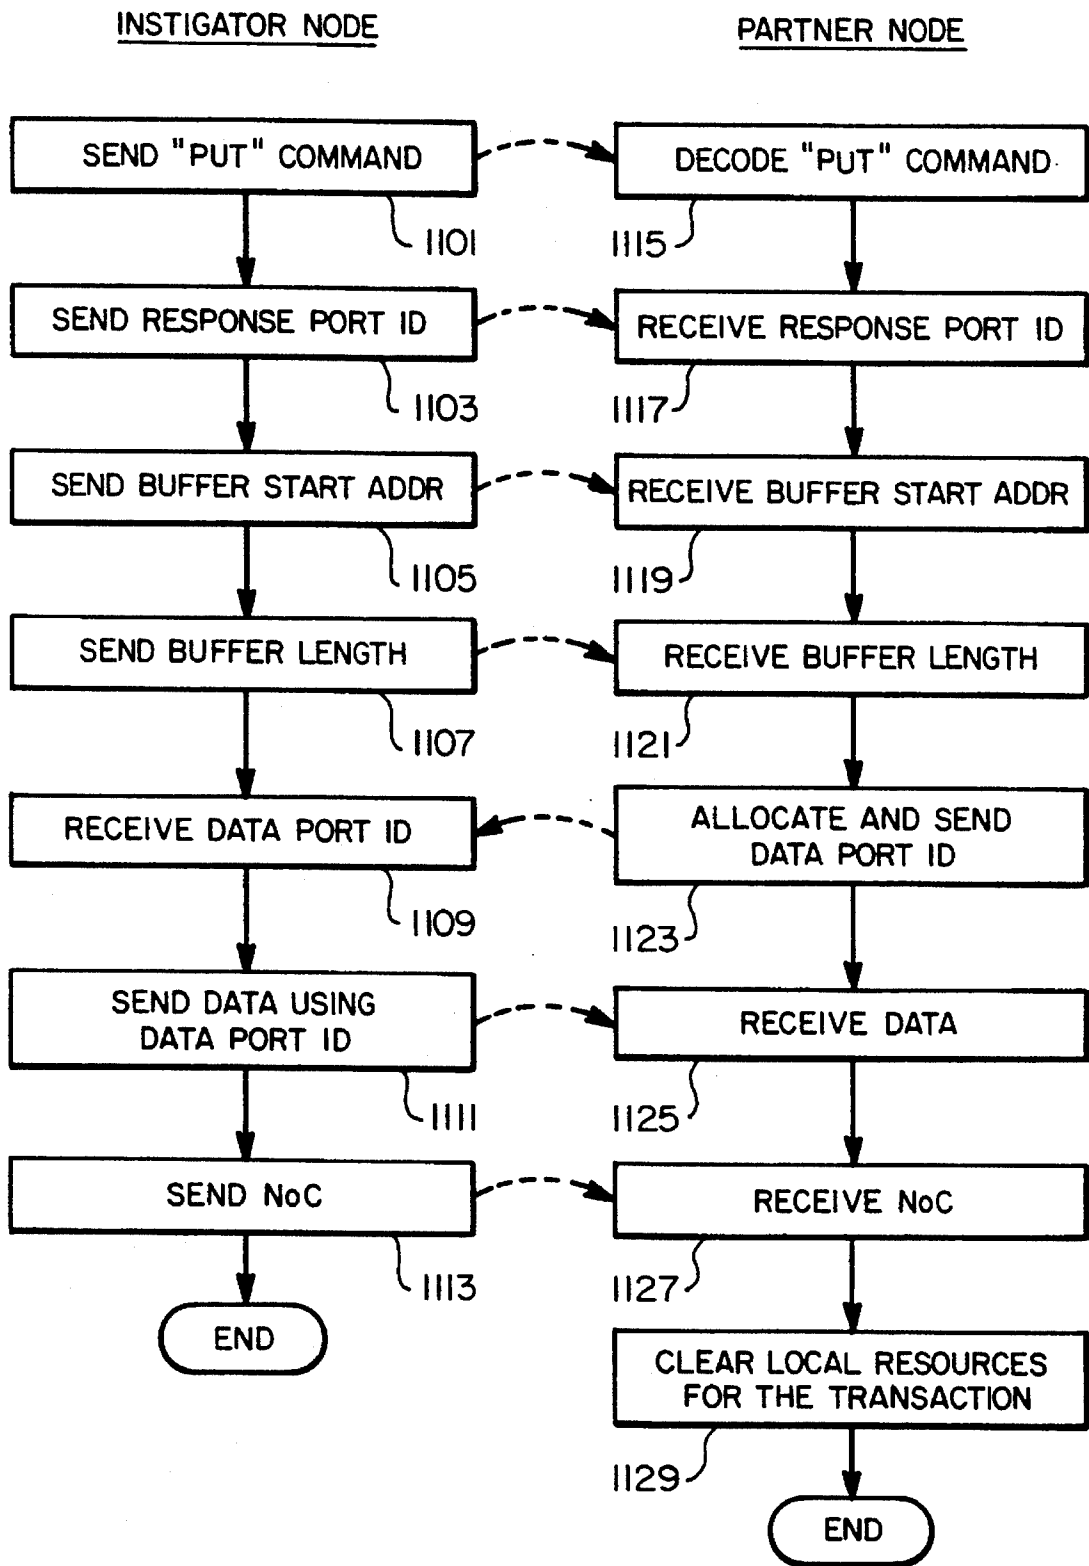 INSTIGATOR NODE
PARTNER NODE
SEND "PUT" COMMAND
DECODE "PUT" COMMAND
1101
1115
SEND RESPONSE PORT ID
RECEIVE RESPONSE PORT ID
1103
1117
SEND BUFFER START ADDR
RECEIVE BUFFER START ADDR
1105
1119
SEND BUFFER LENGTH
RECEIVE BUFFER LENGTH
1107
1121
RECEIVE DATA PORT ID
ALLOCATE AND SEND
DATA PORT ID
1109
1123
SEND DATA USING
DATA PORT ID
RECEIVE DATA
1111
1125
SEND NoC
RECEIVE NoC
1113
1127
END
CLEAR LOCAL RESOURCES
FOR THE TRANSACTION
1129
END